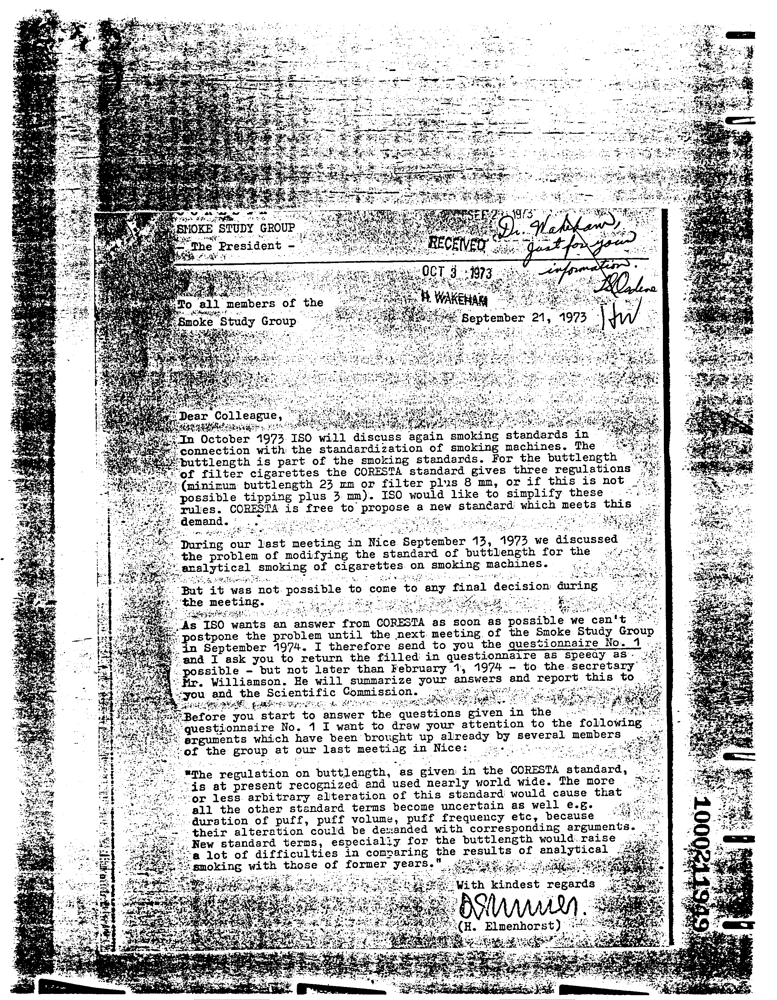 SMOKE STUDY GROUP
- The President -
RECEIVED
OCT 3 1973
H. WAKEHAM
Dr. Wakeham,
just for your
information.
HW
To all members of the
Smoke Study Group
September 21, 1973
Dear Colleague,
In October 1973 ISO will discuss again smoking standards in
connection with the standardization of smoking machines. The
buttlength is part of the smoking standards. For the buttlength
of filter cigarettes the CORESTA standard gives three regulations
(minimum buttlength 23 mm or filter plus 8 mm, or if this is not
possible tipping plus 3 mm). ISO would like to simplify these
rules. CORESTA is free to propose a new standard which meets this
demand.
During our last meeting in Nice September 13, 1973 we discussed
the problem of modifying the standard of buttlength for the
analytical smoking of cigarettes on smoking machines.
But it was not possible to come to any final decision during
the meeting.
As ISO wants an answer from CORESTA as soon as possible we can't
postpone the problem until the next meeting of the Smoke Study Group
in September 1974. I therefore send to you the questionnaire No. 1
and I ask you to return the filled in questionnaire as speedy as
possible - but not later than February 1, 1974 - to the secretary
Mr. Williamson. He will summarize your answers and report this to
you and the Scientific Commission.
Before you start to answer the questions given in the
questionnaire No. 1 I want to draw your attention to the following
arguments which have been brought up already by several members
of the group at our last meeting in Nice:
"The regulation on buttlength, as given in the CORESTA standard,
is at present recognized and used nearly world wide. The more
or less arbitrary alteration of this standard would cause that
all the other standard terms become uncertain as well e.g.
duration of puff, puff volume, puff frequency etc, because
their alteration could be demanded with corresponding arguments.
New standard terms, especially for the buttlength would raise
a lot of difficulties in comparing the results of analytical
smoking with those of former years."
With kindest regards
(H. Elmenhorst)
1000211949